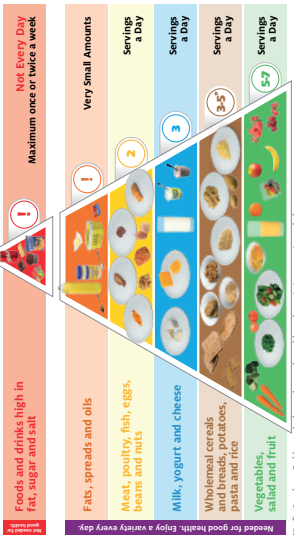 Not needed for
good health.
Foods and drinks high in
fat, sugar and salt
!
Not Every Day
Maximum once or twice a week
Needed for good health. Enjoy a variety every day
Fats, spreads and oils
!
Very Small Amounts
Meat, poultry, fish, eggs,
beans and nuts
2
Servings
a Day
Milk, yogurt and cheese
3
Servings
a Day
Wholemeal cereals
and breads, potatoes,
pasta and rice
3-5*
Servings
a Day
Vegetables,
salad and fruit
5-7
Servings
a Day